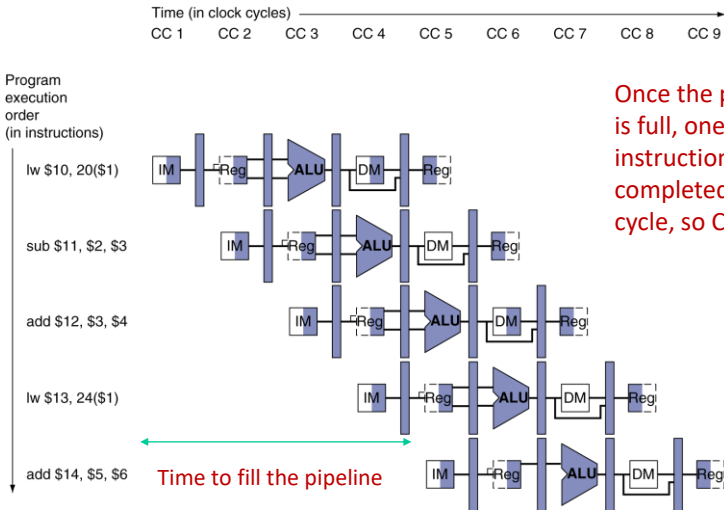 Time (in clock cycles)
CC 1 CC 2 CC 3 CC 4 CC 5 CC 6 CC 7 CC 8 CC 9
Program
execution
order
(in instructions)
Once the p
is full, one
instruction
completed
cycle, so C
lw $10, 20($1)
IM Reg ALU DM Reg
sub $11, $2, $3
IM Reg ALU DM Reg
add $12, $3, $4
IM Reg ALU DM Reg
lw $13, 24($1)
IM Reg ALU DM Reg
Time to fill the pipeline
add $14, $5, $6
IM Reg ALU DM Reg